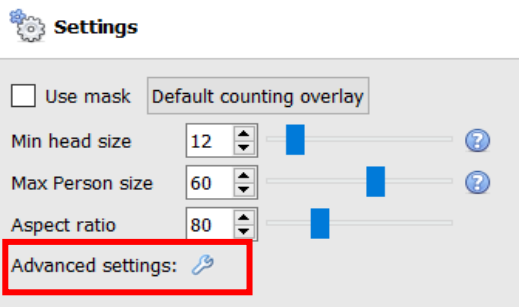 Settings
Use mask Default counting overlay
Min head size 12 ?
Max Person size 60 ?
Aspect ratio 80
Advanced settings: